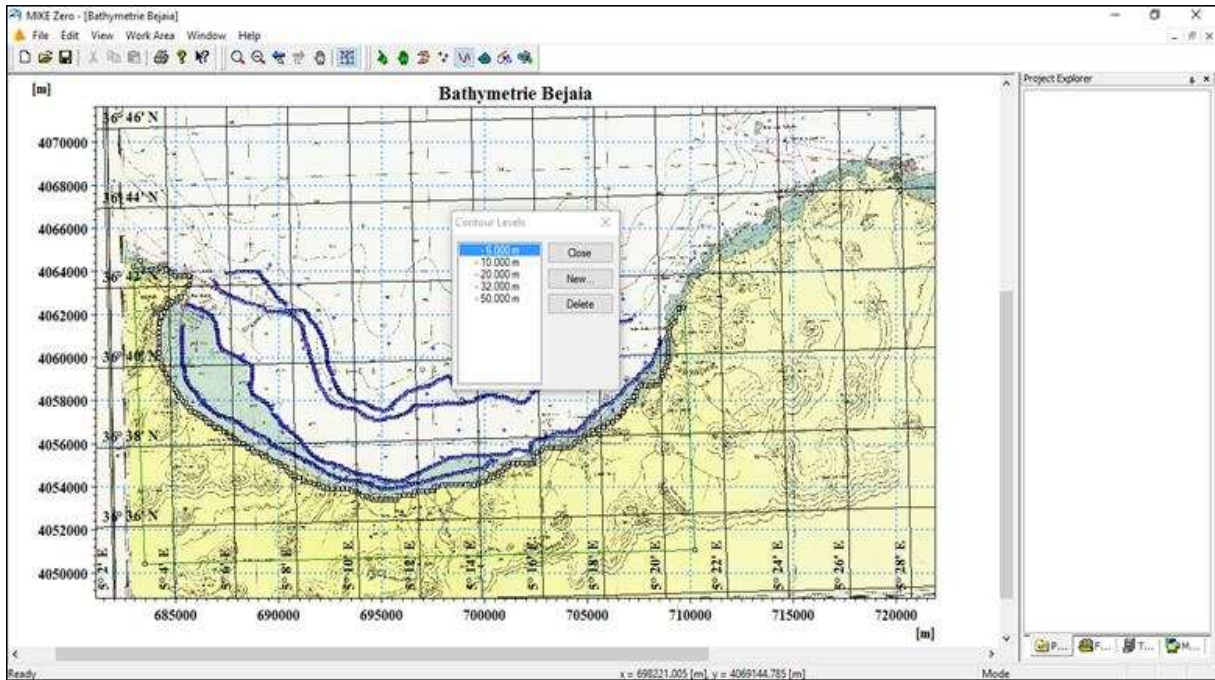 MIKE Zero - [Bathymetrie Bejaia]
File Edit View Work Area Window Help
[m]
Bathymetrie Bejaia
Project Explorer
36° 46' N
4070000
4068000
36° 44' N
4066000
4064000
36° 42' N
4062000
4060000
36° 40' N
4058000
4056000
36° 38' N
4054000
36° 36' N
4052000
4050000
Contour Levels
- 6.000 m
- 10.000 m
- 20.000 m
- 32.000 m
- 50.000 m
Close
New...
Delete
5° 2' E
5° 4' E
5° 6' E
5° 8' E
5° 10' E
5° 12' E
5° 14' E
5° 16' E
5° 18' E
5° 20' E
5° 22' E
5° 24' E
5° 26' E
5° 28' E
685000 690000 695000 700000 705000 710000 715000 720000
[m]
P... F... T... M...
Ready
x = 698221.005 [m], y = 4069144.785 [m]
Mode